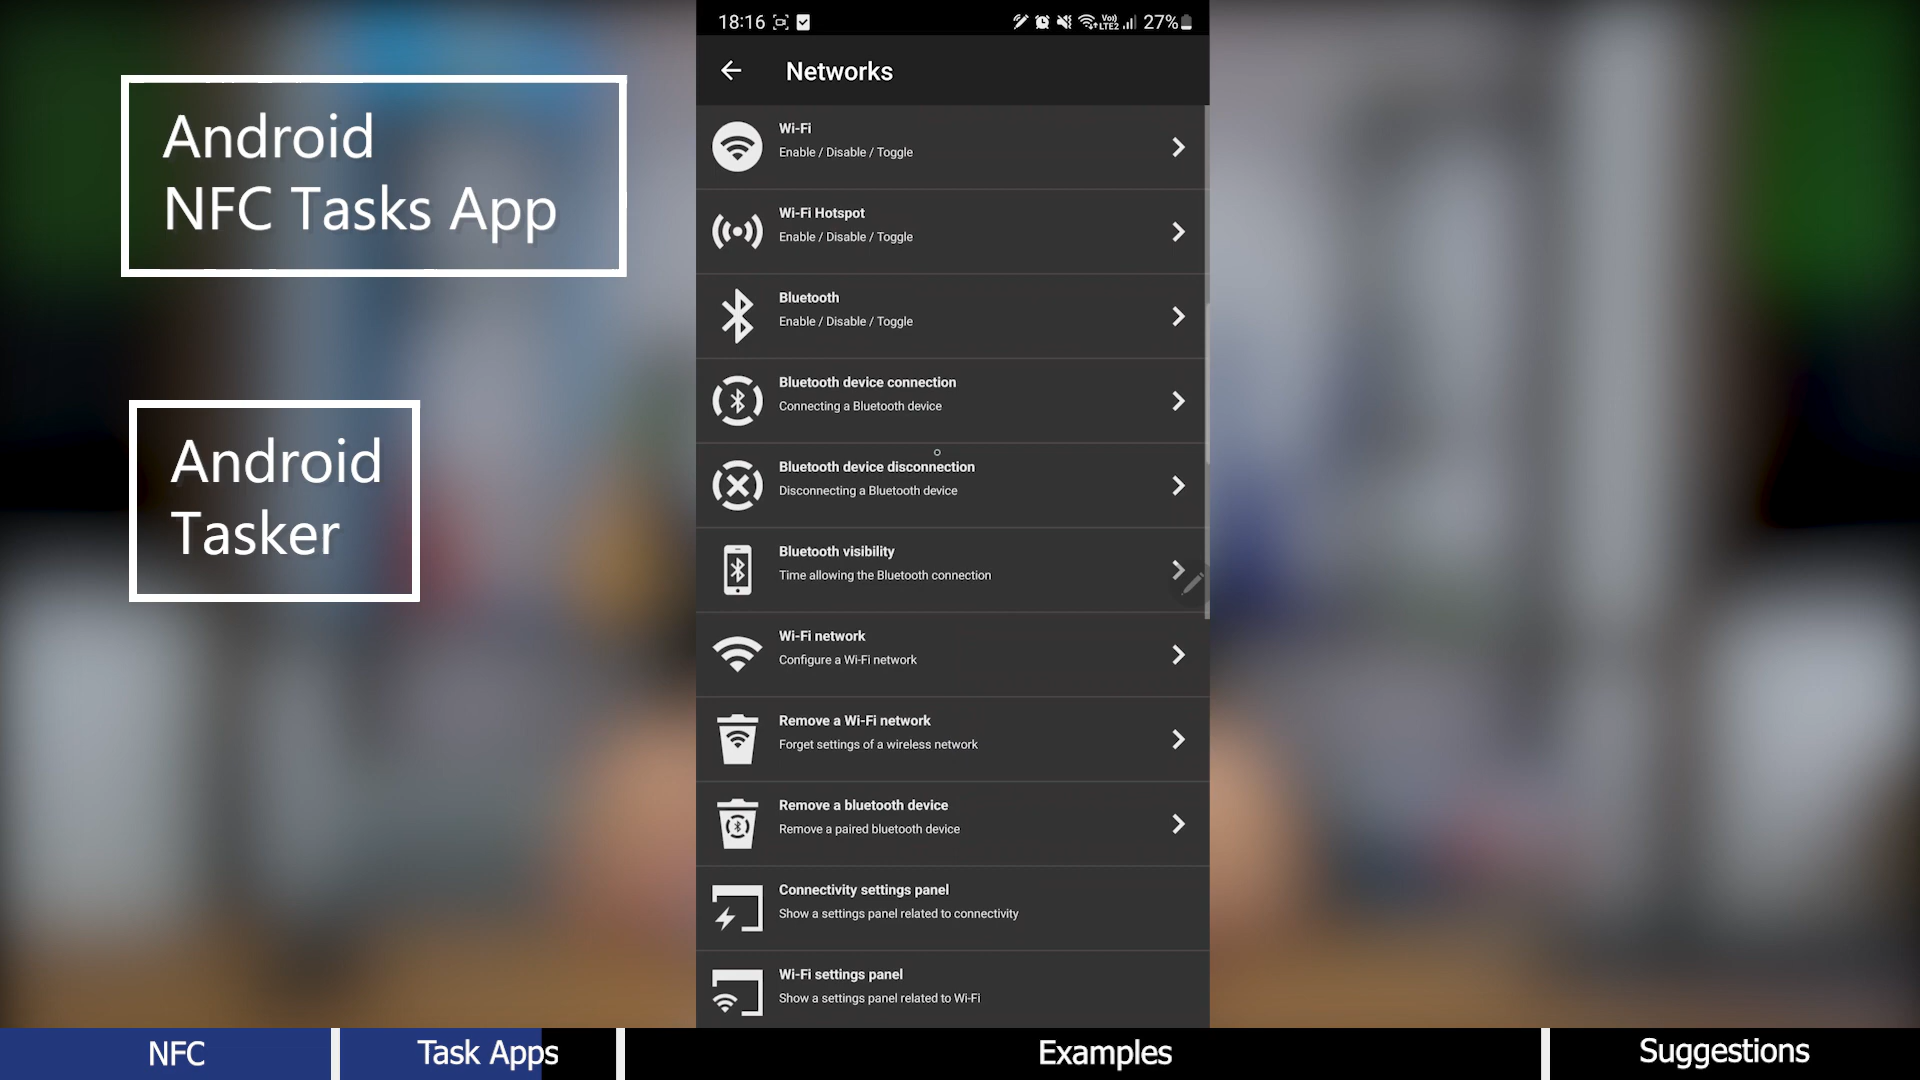 Android
NFC Tasks App
Android
Tasker
18:16
Vo))
LTE2
27%
Networks
Wi-Fi
Enable / Disable / Toggle
Wi-Fi Hotspot
Enable / Disable / Toggle
Bluetooth
Enable / Disable / Toggle
Bluetooth device connection
Connecting a Bluetooth device
Bluetooth device disconnection
Disconnecting a Bluetooth device
Bluetooth visibility
Time allowing the Bluetooth connection
Wi-Fi network
Configure a Wi-Fi network
Remove a Wi-Fi network
Forget settings of a wireless network
Remove a bluetooth device
Remove a paired bluetooth device
Connectivity settings panel
Show a settings panel related to connectivity
Wi-Fi settings panel
Show a settings panel related to Wi-Fi
NFC
Task Apps
Examples
Suggestions